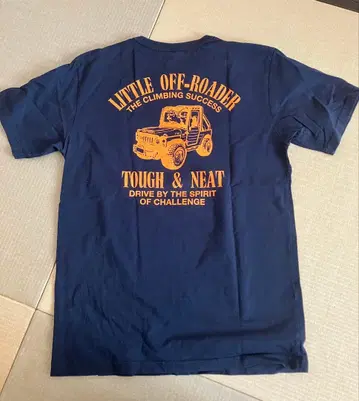 LITTLE OFF-ROADER
THE CLIMBING SUCCESS
TOUGH & NEAT
DRIVE BY THE SPIRIT
OF CHALLENGE